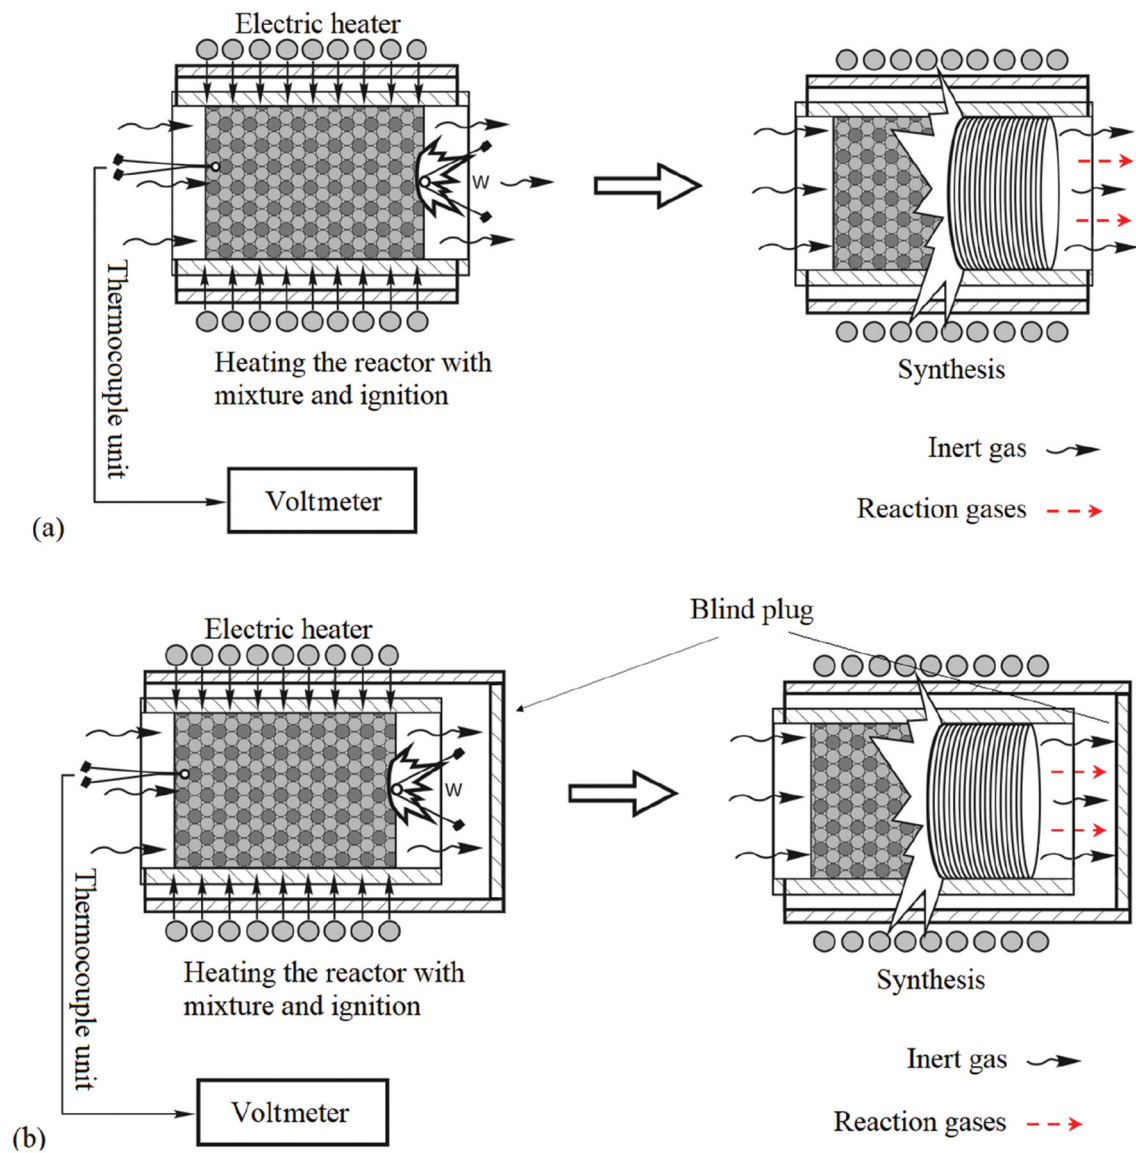 Electric heater
W
Thermocouple unit
Heating the reactor with
mixture and ignition
Voltmeter
Synthesis
Inert gas
Reaction gases
(a)
Blind plug
Electric heater
W
Thermocouple unit
Heating the reactor with
mixture and ignition
Voltmeter
Synthesis
Inert gas
Reaction gases
(b)